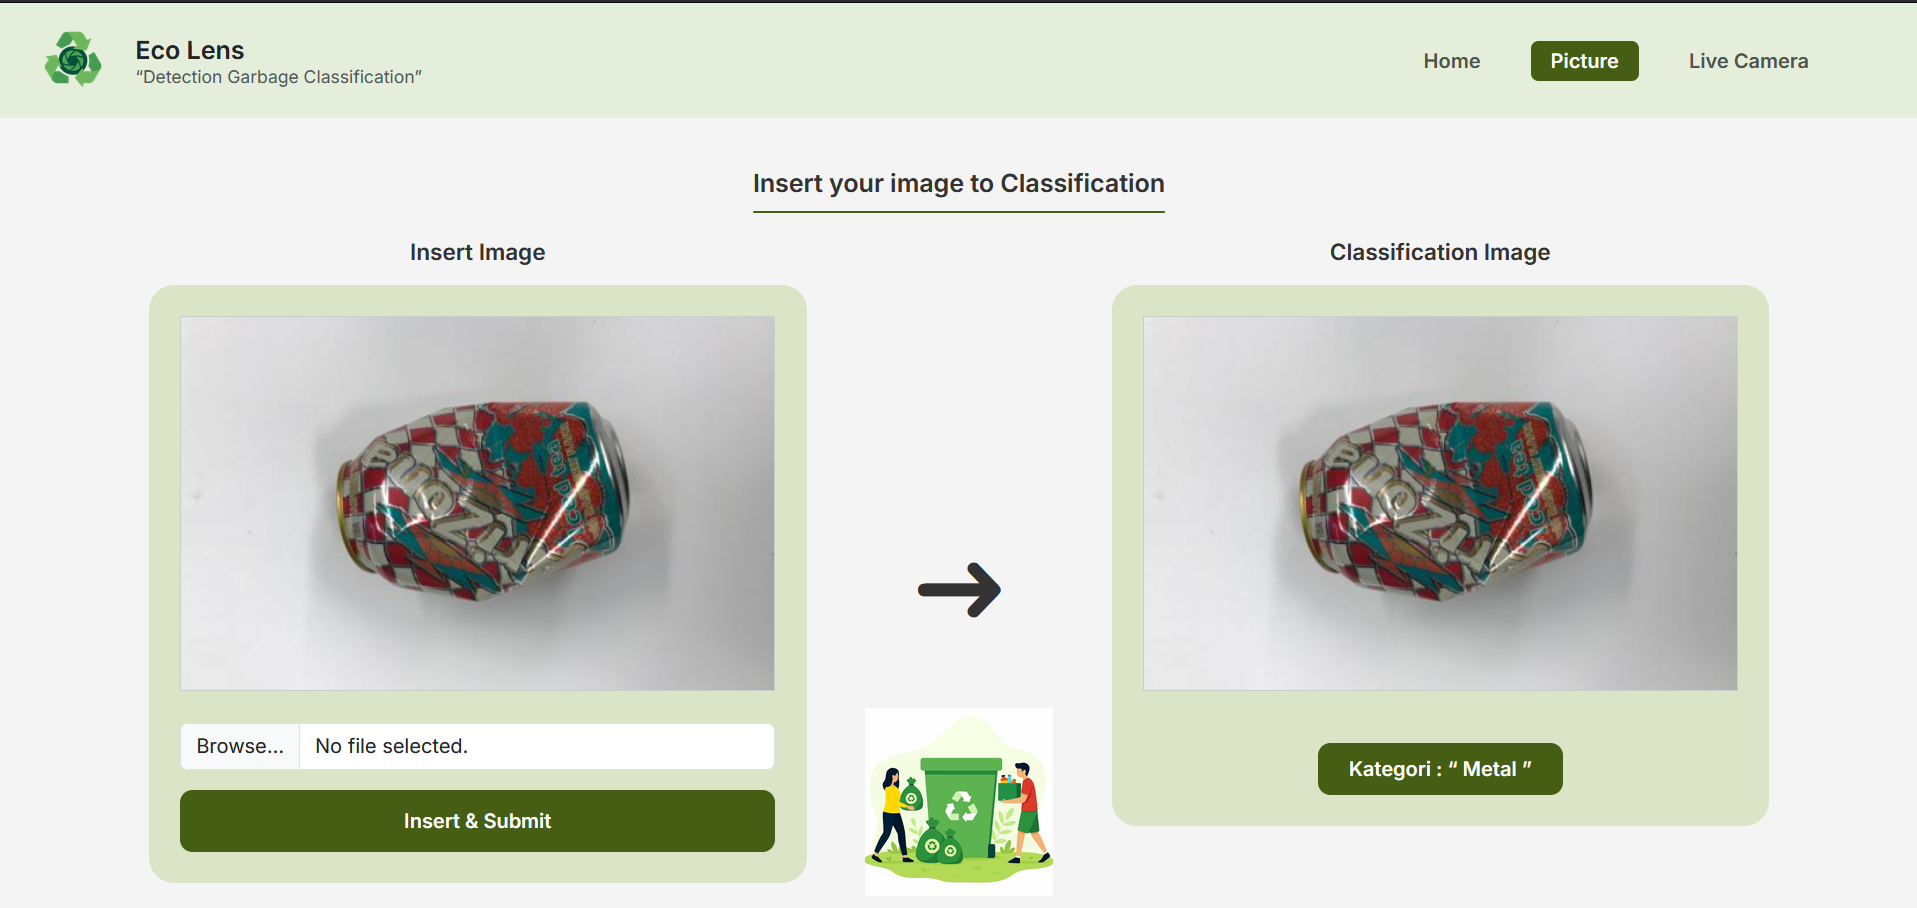 Eco Lens
“Detection Garbage Classification”
Home
Picture
Live Camera
Insert your image to Classification
Insert Image
Classification Image
Browse...
No file selected.
Insert & Submit
Kategori : “ Metal ”